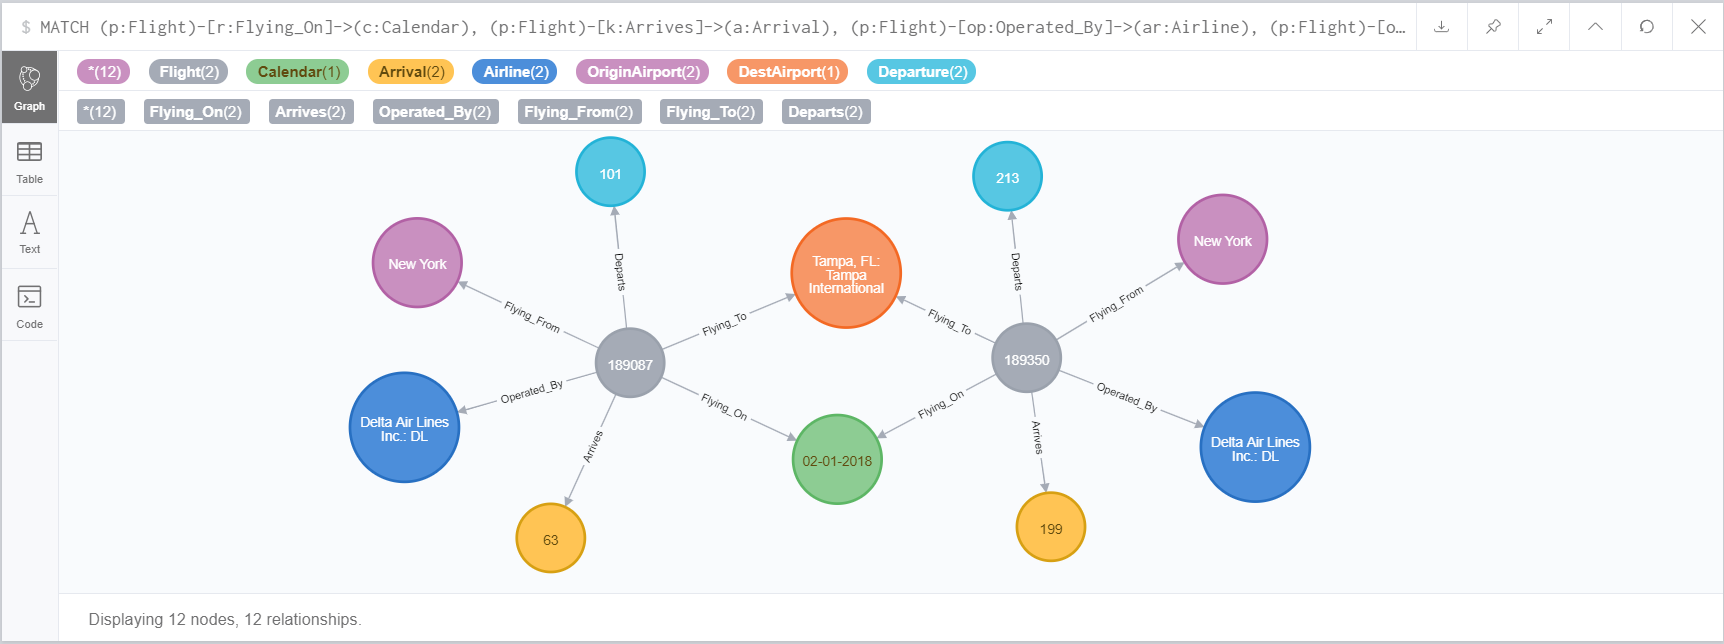 $ MATCH (p:Flight)-[r:Flying_On]->(c:Calendar), (p:Flight)-[k:Arrives]->(a:Arrival), (p:Flight)-[op:Operated_By]->(ar:Airline), (p:Flight)-[o…
*(12) Flight(2) Calendar(1) Arrival(2) Airline(2) OriginAirport(2) DestAirport(1) Departure(2)
*(12) Flying_On(2) Arrives(2) Operated_By(2) Flying_From(2) Flying_To(2) Departs(2)
Graph
Table
Text
Code
101
213
New York
Tampa, FL:
Tampa
International
New York
Departs
Departs
Flying_From
Flying_To
Flying_To
Flying_From
189087
189350
Operated_By
Flying_On
Flying_On
Operated_By
Delta Air Lines
Inc.: DL
Arrives
Arrives
02-01-2018
Delta Air Lines
Inc.: DL
63
199
Displaying 12 nodes, 12 relationships.